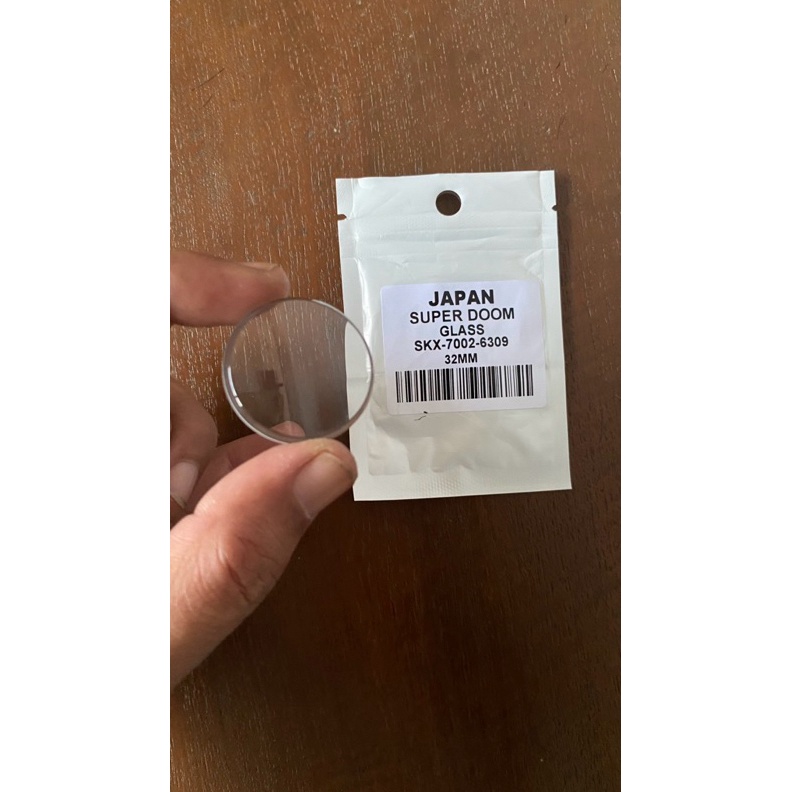 JAPAN
SUPER DOOM
GLASS
SKX-7002-6309
32MM